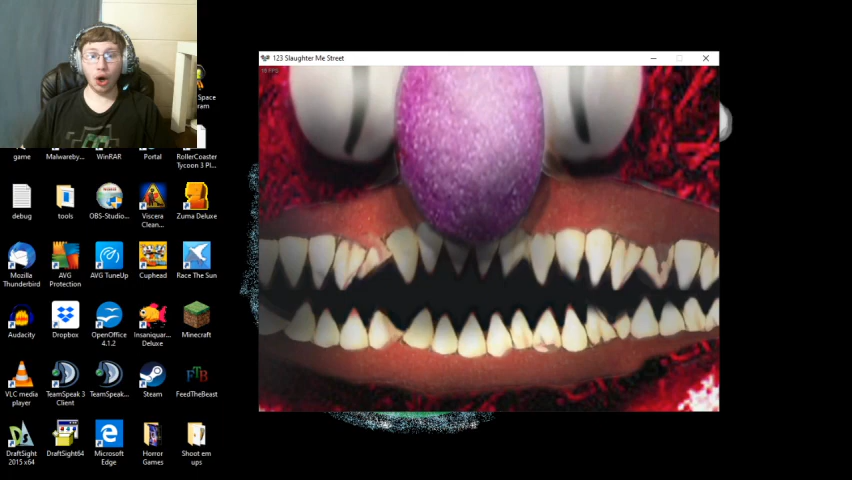 123 Slaughter Me Street
Space
ram
game
Malwareby...
WinRAR
Portal
RollerCoaster
Tycoon 3 Pl...
debug
tools
OBS-Studio...
Viscera
Clean...
Zuma Deluxe
Mozilla
Thunderbird
AVG
Protection
AVG TuneUp
Cuphead
Race The Sun
Audacity
Dropbox
OpenOffice
4.1.2
Insaniquar...
Deluxe
Minecraft
VLC media
player
TeamSpeak 3
Client
TeamSpeak...
Steam
FTB
FeedTheBeast
DraftSight
2015 x64
DraftSight64
Microsoft
Edge
Horror
Games
Shoot em
ups